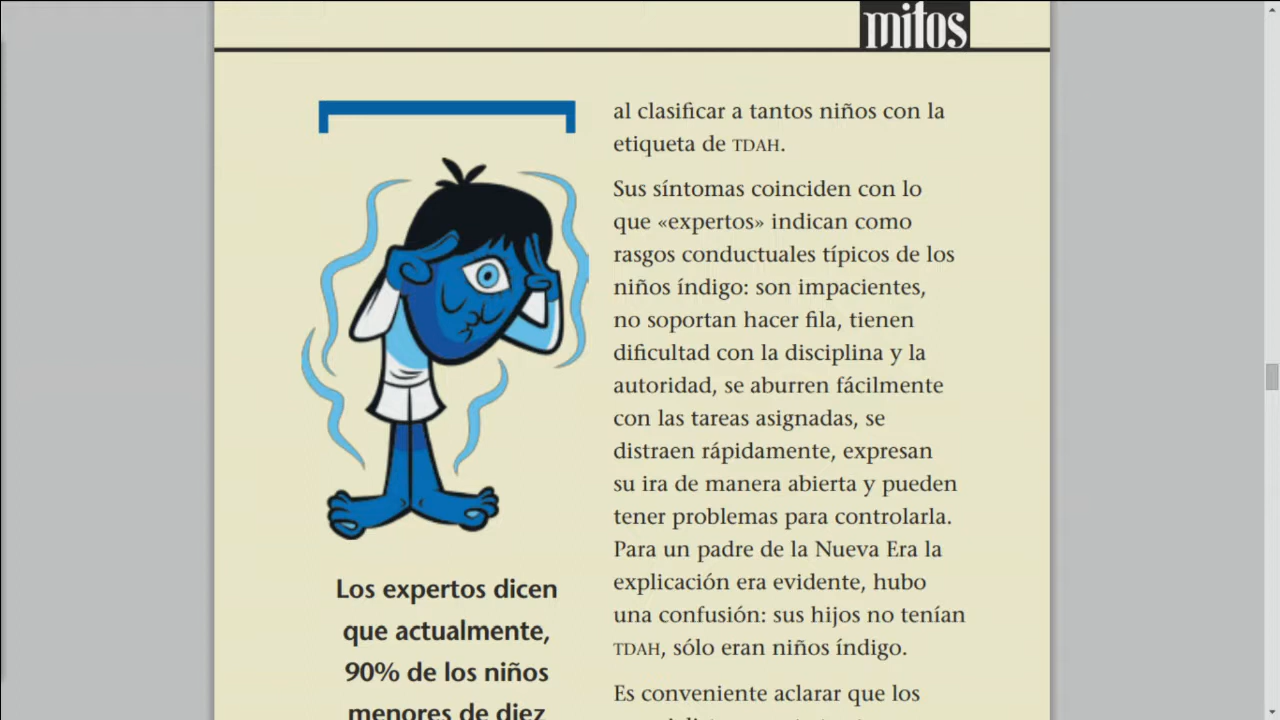 mitos
al clasificar a tantos niños con la
etiqueta de TDAH.
Sus síntomas coinciden con lo
que «expertos» indican como
rasgos conductuales típicos de los
niños índigo: son impacientes,
no soportan hacer fila, tienen
dificultad con la disciplina y la
autoridad, se aburren fácilmente
con las tareas asignadas, se
distraen rápidamente, expresan
su ira de manera abierta y pueden
tener problemas para controlarla.
Para un padre de la Nueva Era la
explicación era evidente, hubo
una confusión: sus hijos no tenían
TDAH, sólo eran niños índigo.
Es conveniente aclarar que los
Los expertos dicen
que actualmente,
90% de los niños
menores de diez